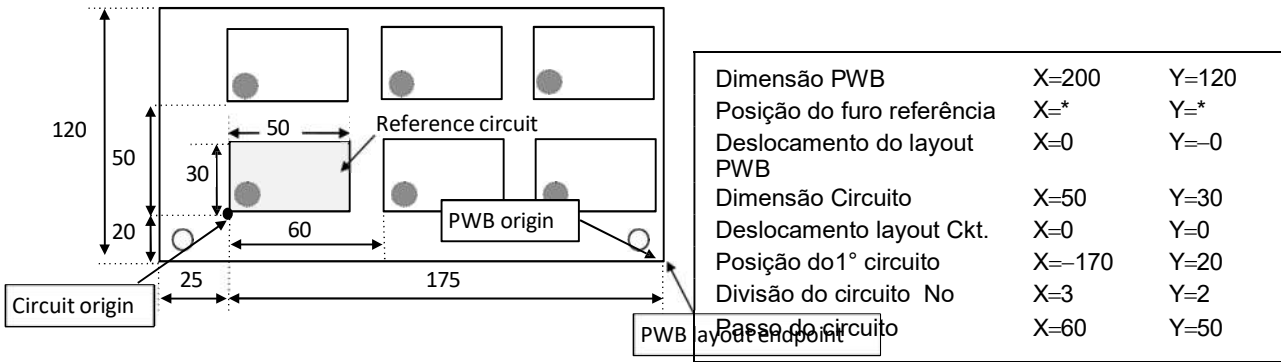 120
50
20
30
50
Reference circuit
60
PWB origin
25
175
Circuit origin
PWB layout endpoint
Dimensão PWB X=200 Y=120
Posição do furo referência X=* Y=*
Deslocamento do layout X=0 Y=–0
PWB
Dimensão Circuito X=50 Y=30
Deslocamento layout Ckt. X=0 Y=0
Posição do1° circuito X=–170 Y=20
Divisão do circuito No X=3 Y=2
Passo do circuito X=60 Y=50